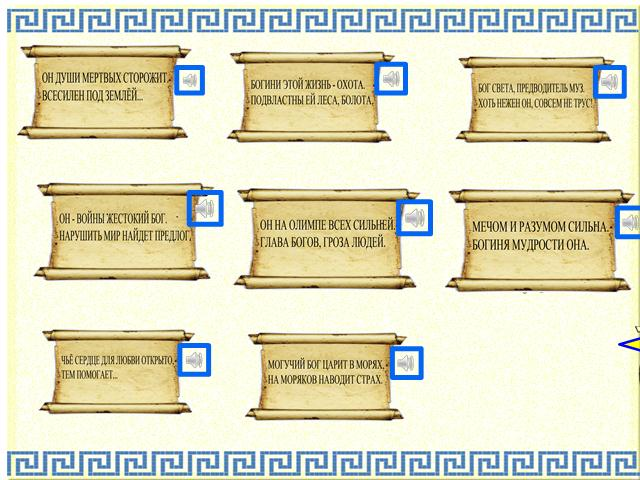 ОН ДУШИ МЕРТВЫХ СТОРОЖИТ,-
ВСЕСИЛЕН ПОД ЗЕМЛЁЙ...
БОГИНИ ЭТОЙ ЖИЗНЬ - ОХОТА.
ПОДВЛАСТНЫ ЕЙ ЛЕСА, БОЛОТА.
БОГ СВЕТА, ПРЕДВОДИТЕЛЬ МУЗ.
ХОТЬ НЕЖЕН ОН, СОВСЕМ НЕ ТРУС!
ОН - ВОЙНЫ ЖЕСТОКИЙ БОГ.
НАРУШИТЬ МИР НАЙДЕТ ПРЕДЛОГ.
ОН НА ОЛИМПЕ ВСЕХ СИЛЬНЕЙ.
ГЛАВА БОГОВ, ГРОЗА ЛЮДЕЙ.
МЕЧОМ И РАЗУМОМ СИЛЬНА.-
БОГИНЯ МУДРОСТИ ОНА.
ЧЬЁ СЕРДЦЕ ДЛЯ ЛЮБВИ ОТКРЫТО,-
ТЕМ ПОМОГАЕТ...
МОГУЧИЙ БОГ ЦАРИТ В МОРЯХ, -
НА МОРЯКОВ НАВОДИТ СТРАХ.